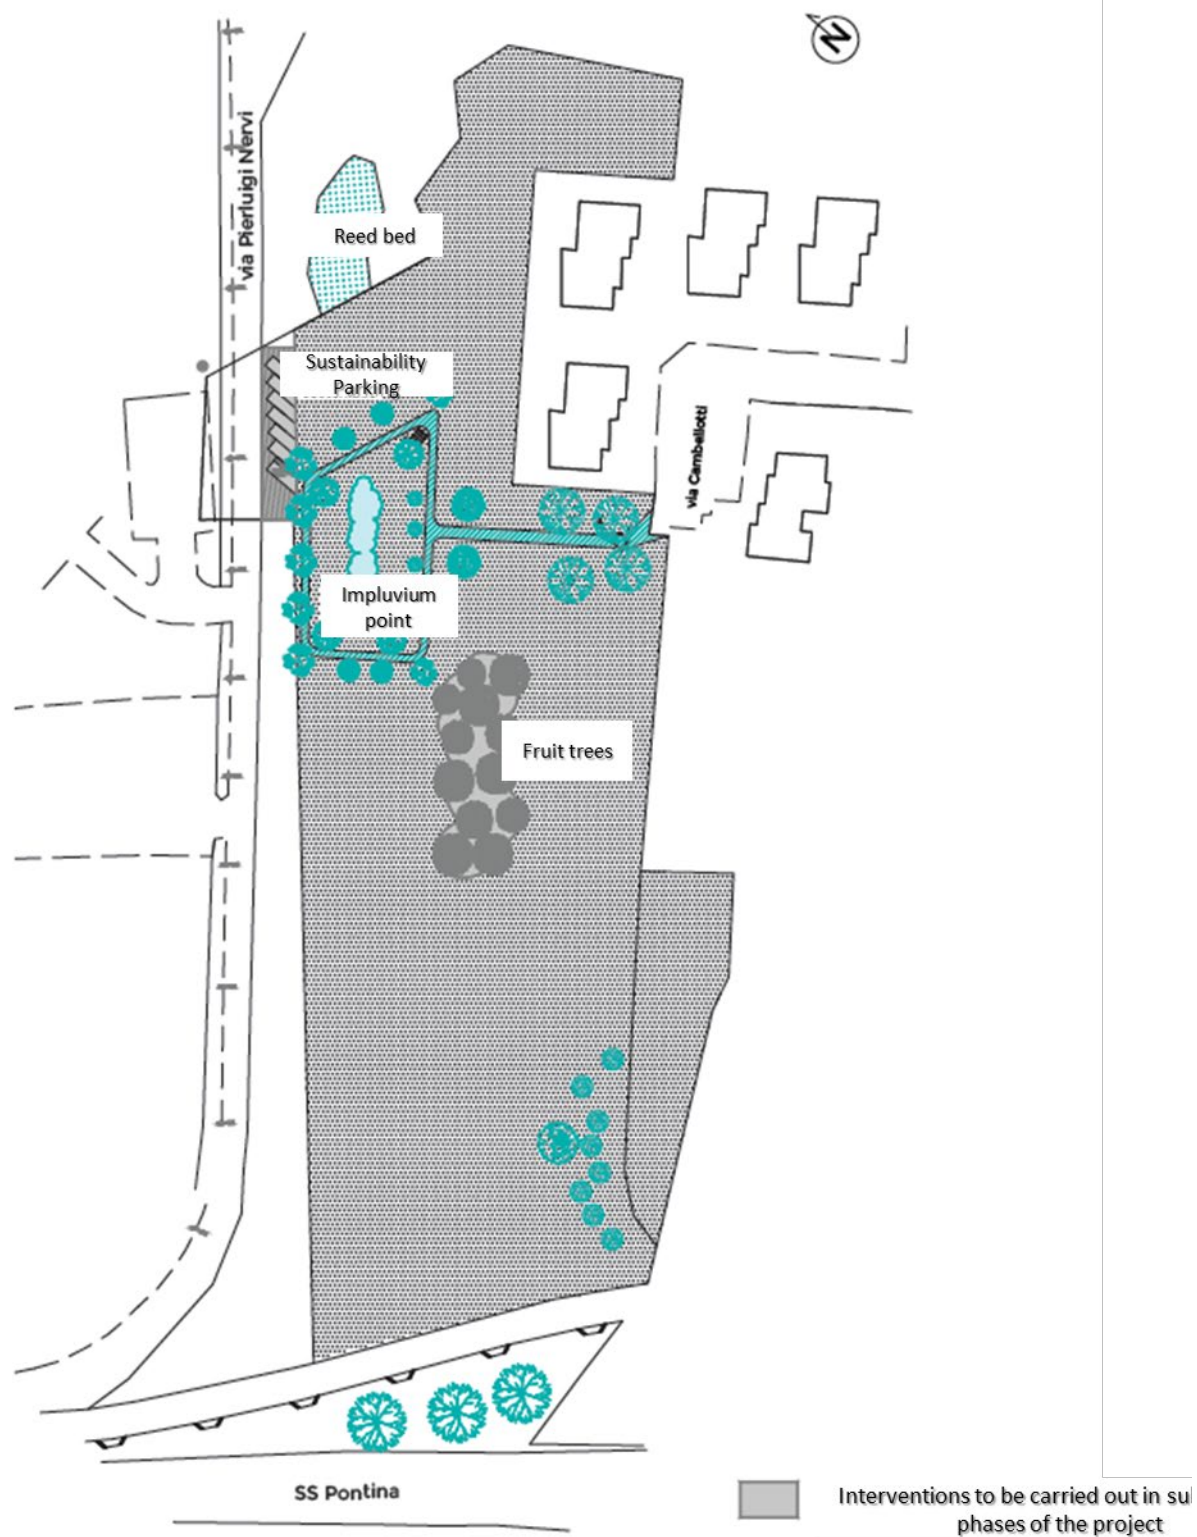 N
via Pierluigi Nervi
Reed bed
Sustainability
Parking
via Cambellotti
Impluvium
point
Fruit trees
SS Pontina
Interventions to be carried out in
phases of the project